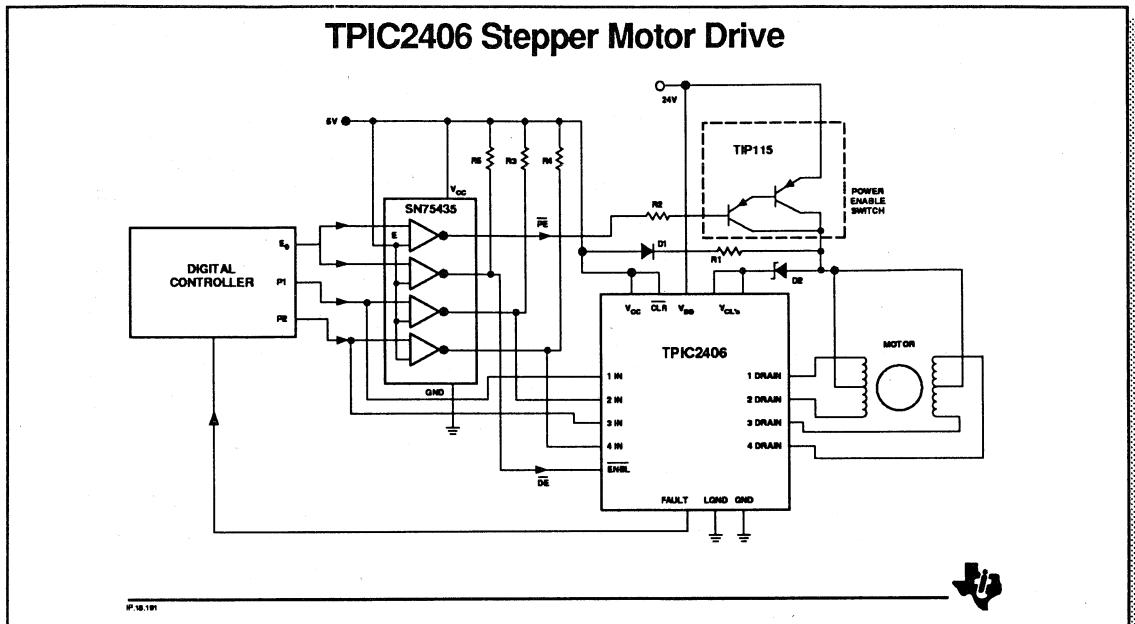 TPIC2406 Stepper Motor Drive
24V
5V
TIP115
R5
R3
R4
POWER
ENABLE
SWITCH
VCC
SN75435
R2
PE
E
E0
DIGITAL
CONTROLLER
P1
P2
D1
R1
D2
VCC
CLR
VCL's
TPIC2406
MOTOR
GND
1 IN
2 IN
3 IN
4 IN
ENBL
DE
1 DRAIN
2 DRAIN
3 DRAIN
4 DRAIN
FAULT
LGND
GND